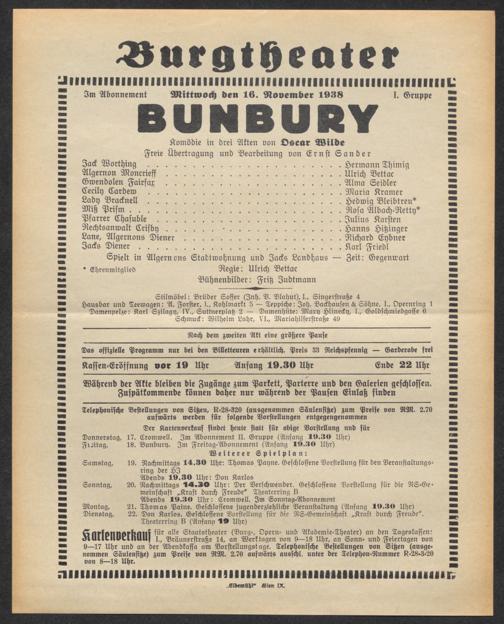 Burgtheater
Im Abonnement Mittwoch den 16. November 1938 I. Gruppe
BUNBURY
Komödie in drei Akten von Oscar Wilde
Freie Übertragung und Bearbeitung von Ernst Sander
Jack Worthing . . . Hermann Thimig
Algernon Moncrieff . . . Ulrich Bettac
Gwendolen Fairfax . . . Alma Seidler
Cecily Cardew . . . Maria Kramer
Lady Bracknell . . . Hedwig Bleibtreu*
Miß Prism . . . Rosa Albach-Retty*
Pfarrer Chasuble . . . Julius Karsten
Rechtsanwalt Crisby . . . Hanns Hitzinger
Lane, Algernons Diener . . . Richard Eybner
Jacks Diener . . . Karl Friedl
Spielt in Algernons Stadtwohnung und Jacks Landhaus — Zeit: Gegenwart
* Ehrenmitglied Regie: Ulrich Bettac
Bühnenbilder: Fritz Judtmann
Stilmöbel: Brüder Soffer (Inh. B. Blahut), I., Singerstraße 4
Hausbar und Teewagen: A. Forster, I., Kohlmarkt 5 — Teppiche: Joh. Backhausen & Söhne, I., Opernring 1
Damenpelze: Karl Szilagy, IV., Suttnerplatz 2 — Damenhüte: Mary Hlinecky, I., Goldschmiedgasse 6
Schmuck: Wilhelm Lohr, VI., Mariahilferstraße 49
Nach dem zweiten Akt eine größere Pause
Das offizielle Programm nur bei den Billetteuren erhältlich. Preis 33 Reichspfennig — Garderobe frei
Kassen-Eröffnung vor 19 Uhr Anfang 19.30 Uhr Ende 22 Uhr
Während der Akte bleiben die Zugänge zum Parkett, Parterre und den Galerien geschlossen.
Zuspätkommende können daher nur während der Pausen Einlaß finden
Telephonische Bestellungen von Sitzen, R-28-320 (ausgenommen Säulensitze) zum Preise von RM. 2.70
aufwärts werden für folgende Vorstellungen entgegengenommen
Der Kartenverkauf findet heute statt für obige Vorstellung und für
Donnerstag, 17. Cromwell. Im Abonnement II. Gruppe (Anfang 19.30 Uhr)
Freitag, 18. Bunbury. Im Freitag-Abonnement (Anfang 19.30 Uhr)
Weiterer Spielplan:
Samstag, 19. Nachmittags 14.30 Uhr: Thomas Payne. Geschlossene Vorstellung für den Veranstaltungs-
ring der HJ
Abends 19.30 Uhr: Don Karlos
Sonntag, 20. Nachmittags 14.30 Uhr: Der Verschwender. Geschlossene Vorstellung für die NS-Ge-
meinschaft „Kraft durch Freude" Theaterring B
Abends 19.30 Uhr: Cromwell. Im Sonntag-Abonnement
Montag, 21. Thomas Paine. Geschlossene jugenderziehliche Veranstaltung (Anfang 19.30 Uhr)
Dienstag, 22. Don Karlos. Geschlossene Vorstellung für die NS-Gemeinschaft „Kraft durch Freude".
Theaterring B (Anfang 19 Uhr)
Kartenverkauf für alle Staatstheater (Burg-, Opern- und Akademie-Theater) an den Tageskassen:
I., Bräunerstraße 14, an Werktagen von 9—18 Uhr, an Sonn- und Feiertagen von
9—17 Uhr und an der Abendkassa am Vorstellungstage. Telephonische Bestellungen von Sitzen (ausge-
nommen Säulensitze) zum Preise von RM. 2.70 aufwärts auschl. unter der Telephon-Nummer R-28-3-20
von 8—18 Uhr.
„Elbemühl" Wien IX.